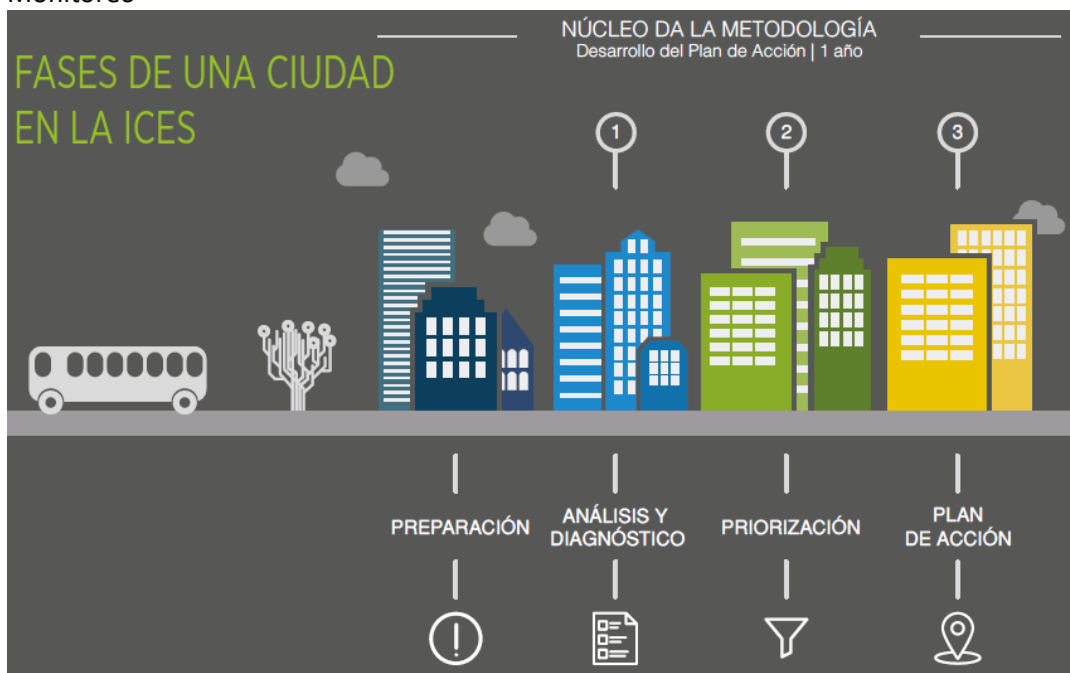 Monitoreo
NÚCLEO DA LA METODOLOGÍA
Desarrollo del Plan de Acción | 1 año
FASES DE UNA CIUDAD
EN LA ICES
1
2
3
PREPARACIÓN
ANÁLISIS Y
DIAGNÓSTICO
PRIORIZACIÓN
PLAN
DE ACCIÓN